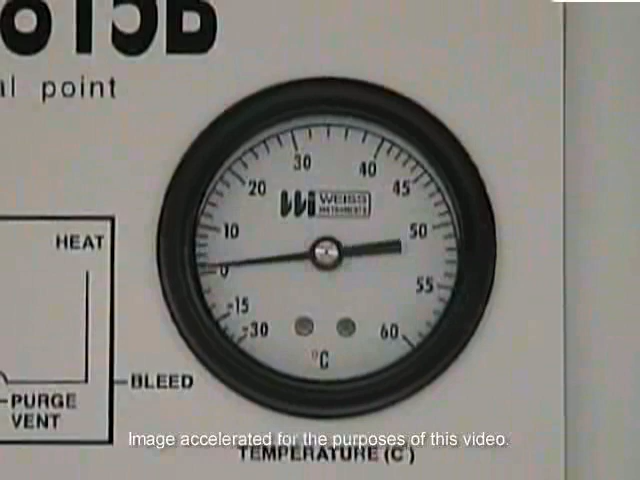 815B
al point
30
40
20
45
WEISS
INSTRUMENTS
10
50
HEAT
0
55
-15
-30
60
°C
BLEED
PURGE
VENT
Image accelerated for the purposes of this video.
TEMPERATURE (C°)